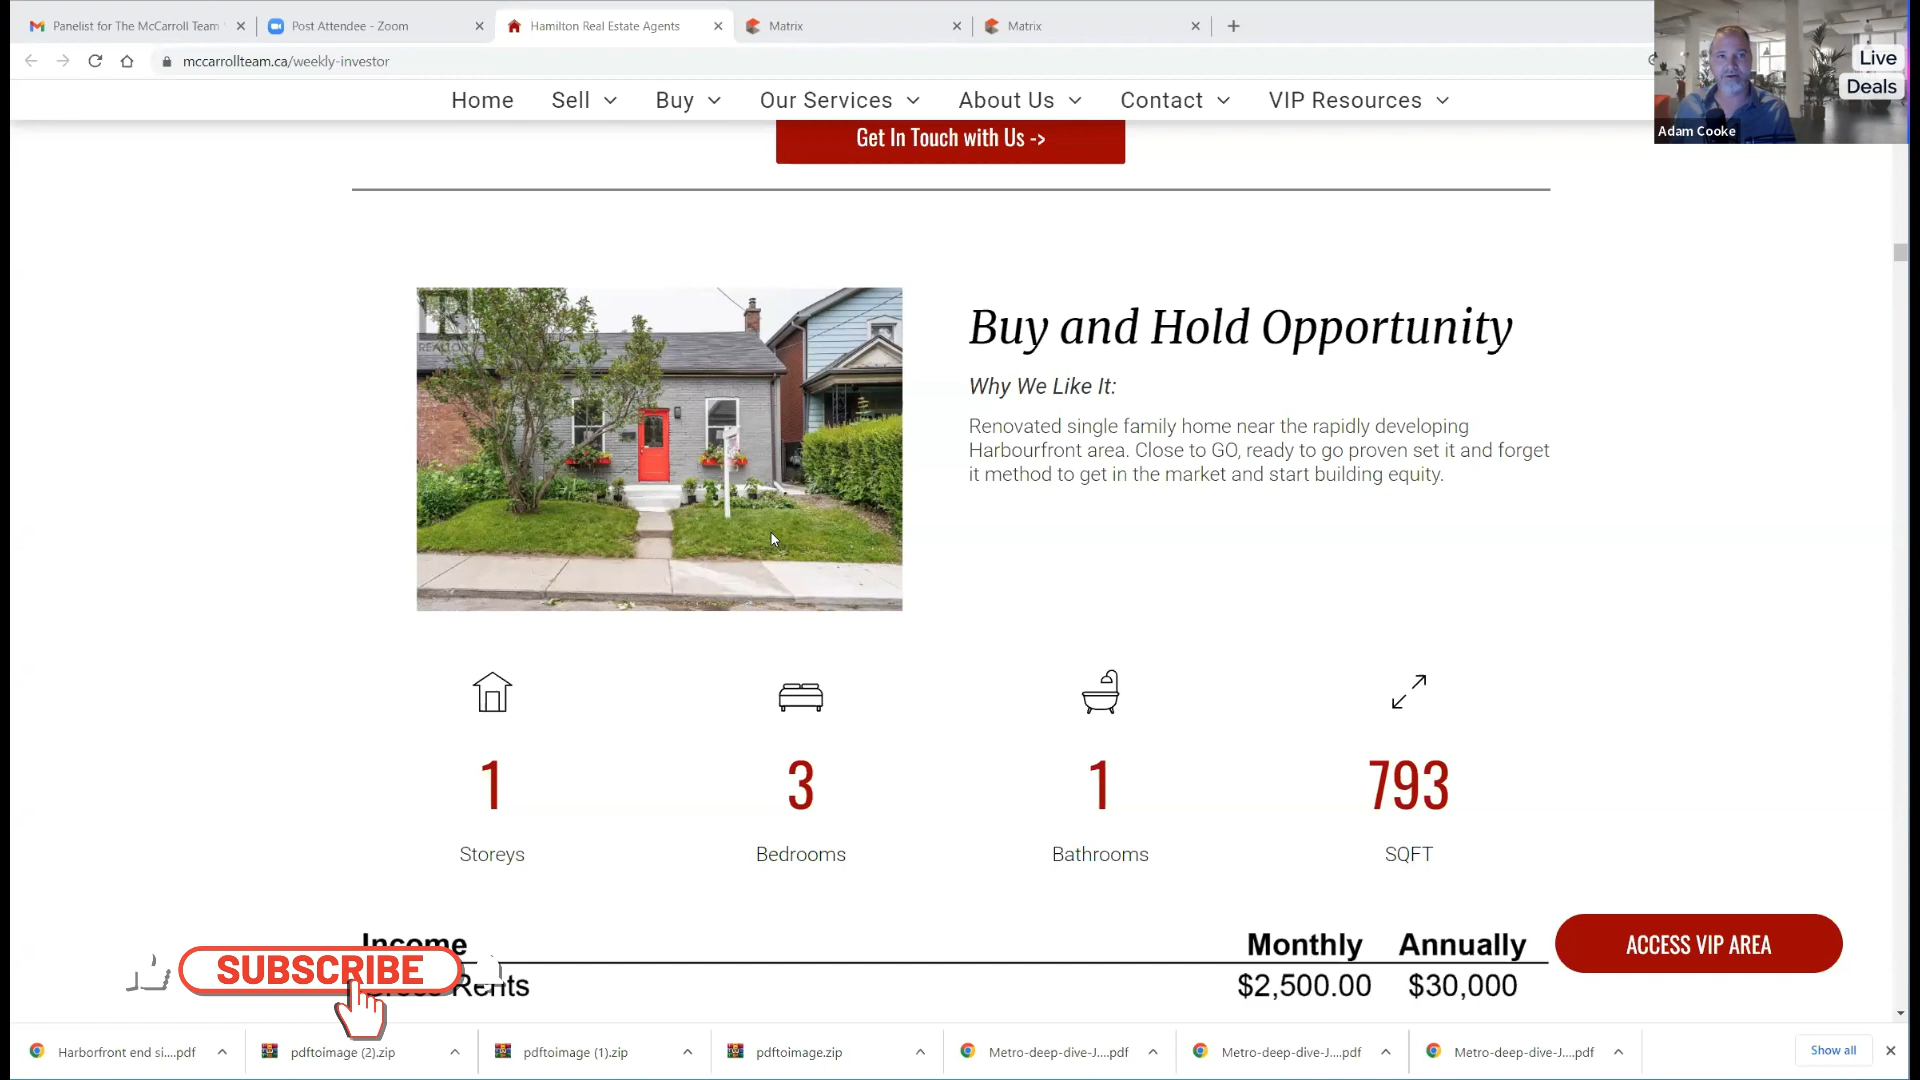 Panelist for The McCarroll Team
Post Attendee - Zoom
Hamilton Real Estate Agents
Matrix
Matrix
mccarrollteam.ca/weekly-investor
Live
Deals
Adam Cooke
Home
Sell
Buy
Our Services
About Us
Contact
VIP Resources
Get In Touch with Us ->
REALTOR
Buy and Hold Opportunity
Why We Like It:
Renovated single family home near the rapidly developing
Harbourfront area. Close to GO, ready to go proven set it and forget
it method to get in the market and start building equity.
1
3
1
793
Storeys
Bedrooms
Bathrooms
SQFT
Income
Monthly
Annually
ACCESS VIP AREA
SUBSCRIBE
Rents
$2,500.00
$30,000
Harborfront end si....pdf
pdftoimage (2).zip
pdftoimage (1).zip
pdftoimage.zip
Metro-deep-dive-J....pdf
Metro-deep-dive-J....pdf
Metro-deep-dive-J....pdf
Show all